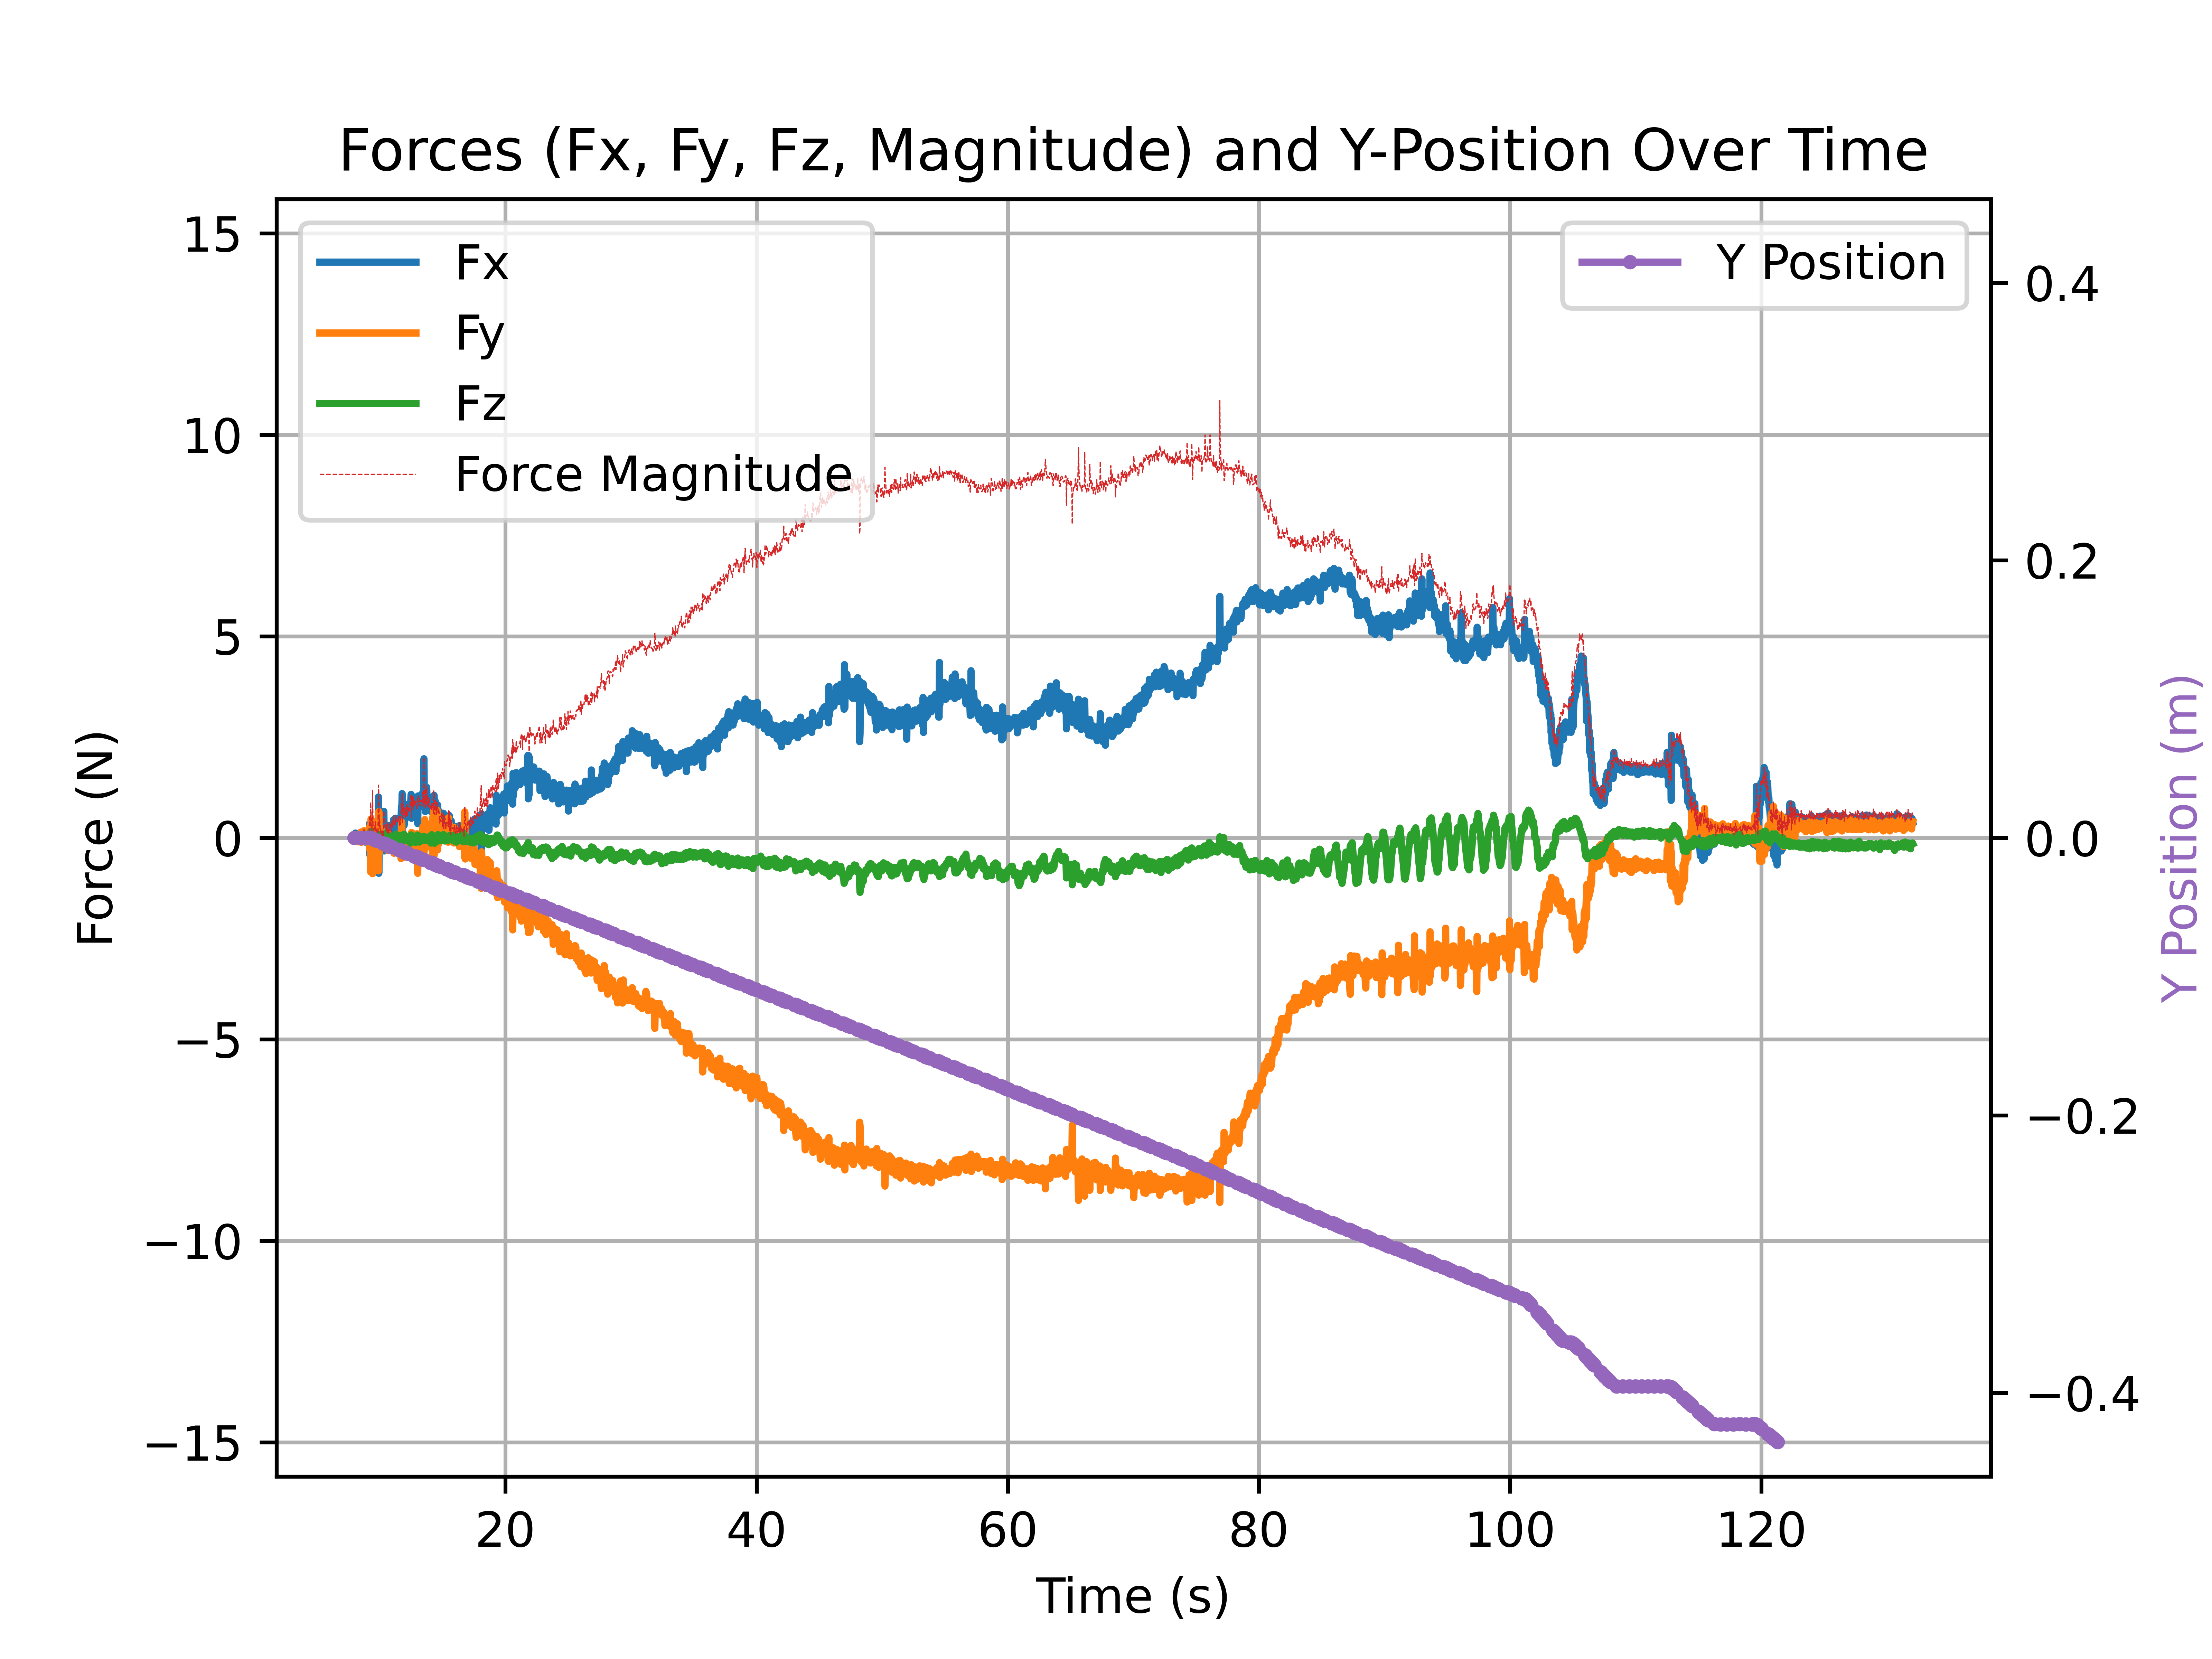 Forces (Fx, Fy, Fz, Magnitude) and Y-Position Over Time
Fx
Fy
Fz
Force Magnitude
Y Position
15
10
5
0
−5
−10
−15
Force (N)
0.4
0.2
0.0
−0.2
−0.4
Y Position (m)
20 40 60 80 100 120
Time (s)